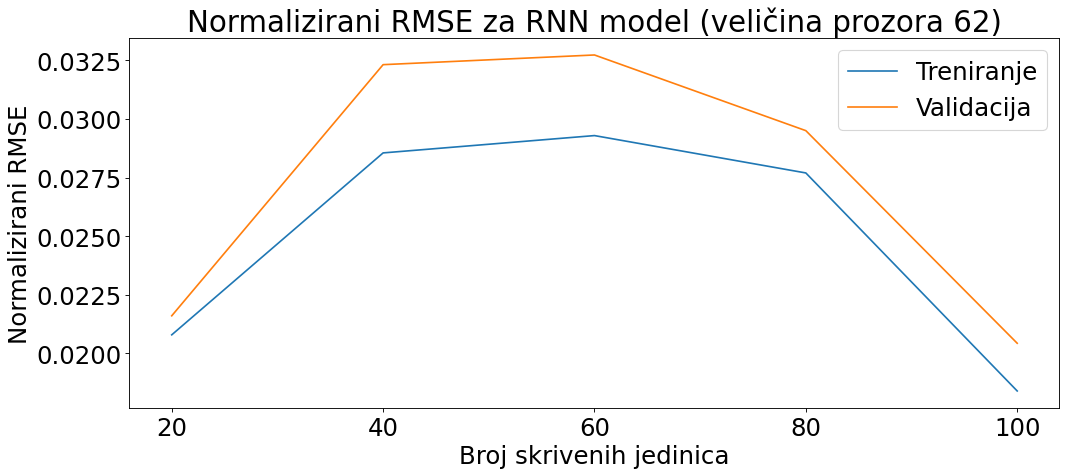 Normalizirani RMSE za RNN model (veličina prozora 62)
Treniranje
Validacija
Normalizirani RMSE
0.0325
0.0300
0.0275
0.0250
0.0225
0.0200
20 40 60 80 100
Broj skrivenih jedinica